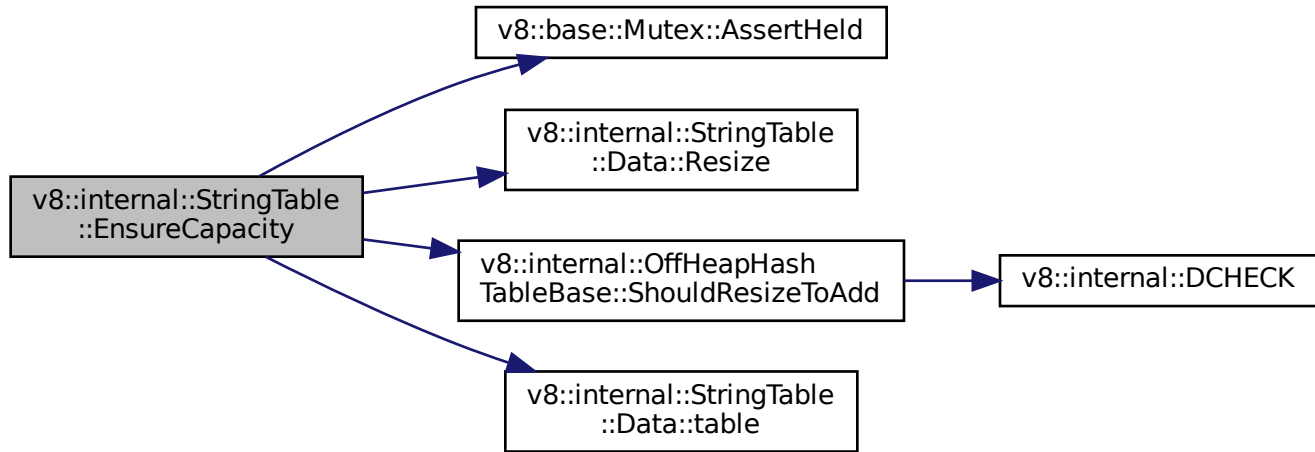 v8::base::Mutex::AssertHeld
v8::internal::StringTable
::Data::Resize
v8::internal::StringTable
::EnsureCapacity
v8::internal::OffHeapHash
TableBase::ShouldResizeToAdd
v8::internal::DCHECK
v8::internal::StringTable
::Data::table